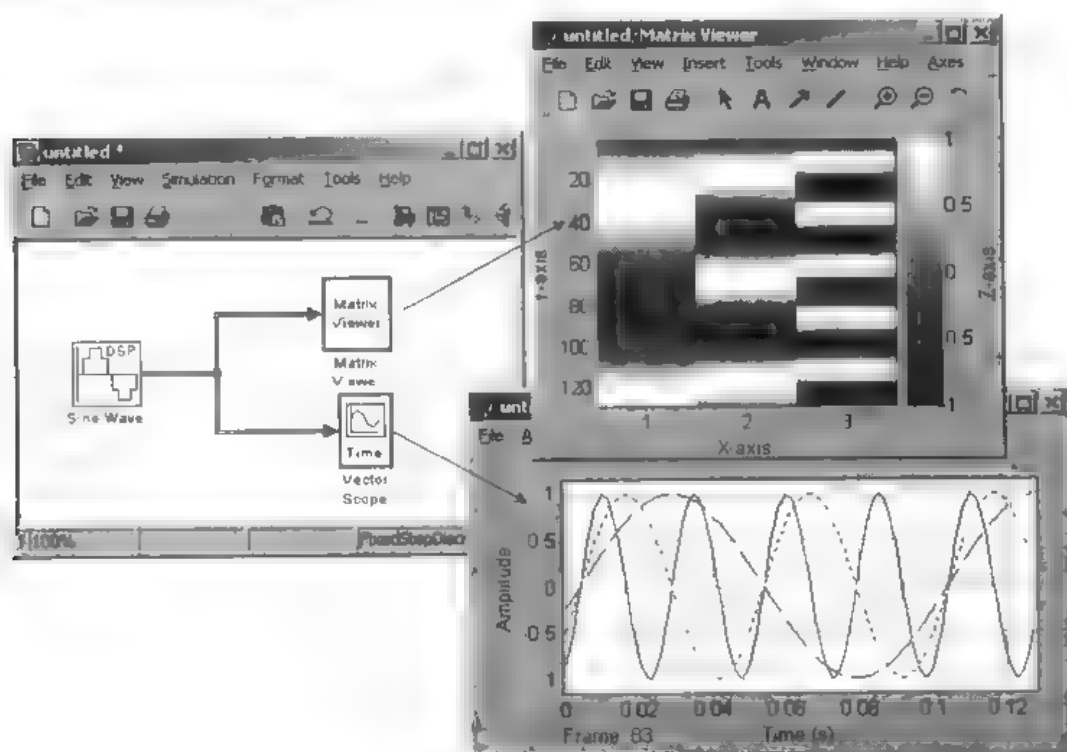 untitled *
File Edit View Simulation Format Tools Help
DSP
Sine Wave
Matrix
Viewer
Matrix
Viewe
Time
Vector
Scope
100%
FixedStepDiscr
untitled, Matrix Viewer
File Edit View Insert Tools Window Help Axes
A
Y-axis
20
40
60
80
100
120
1 2 3
X-axis
1
0 5
0
0 5
1
Z-axis
unt
File A
Amplitude
1
0 5
0
-0 5
1
0 0 02 0 04 0 06 0 08 0 1 0 12
Frame 83 Time (s)